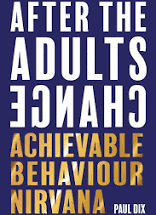 AFTER THE
ADULTS
CHANGE
ACHIEVABLE
BEHAVIOUR
NIRVANA
PAUL DIX